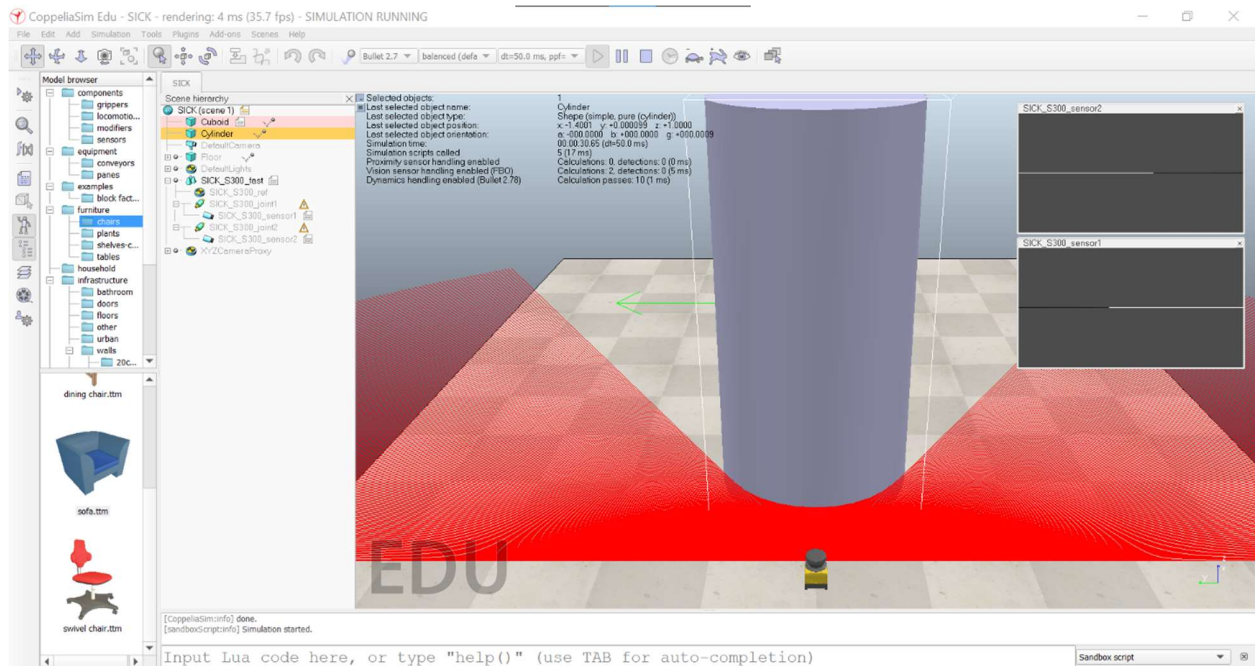 CoppeliaSim Edu - SICK - rendering: 4 ms (35.7 fps) - SIMULATION RUNNING
File Edit Add Simulation Tools Plugins Add-ons Scenes Help
Bullet 2.7 balanced (defa dt=50.0 ms, ppf=
Model browser
components
grippers
locomotio...
modifiers
sensors
equipment
conveyors
panes
examples
block fact...
furniture
chairs
plants
shelves-c...
tables
household
infrastructure
bathroom
doors
floors
other
urban
walls
20c...
dining chair.ttm
sofa.ttm
swivel chair.ttm
SICK
Scene hierarchy
SICK (scene 1)
Cuboid
Cylinder
DefaultCamera
Floor
DefaultLights
SICK_S300_fast
SICK_S300_ref
SICK_S300_joint1
SICK_S300_sensor1
SICK_S300_joint2
SICK_S300_sensor2
XYZCameraProxy
Selected objects: 1
Last selected object name: Cylinder
Last selected object type: Shape (simple, pure (cylinder))
Last selected object position: x: -1.4001 y: +0.000099 z: +1.0000
Last selected object orientation: a: -000.0000 b: +000.0000 g: +000.0009
Simulation time: 00:00:30.65 (dt=50.0 ms)
Simulation scripts called 5 (17 ms)
Proximity sensor handling enabled Calculations: 0, detections: 0 (0 ms)
Vision sensor handling enabled (FBO) Calculations: 2, detections: 0 (5 ms)
Dynamics handling enabled (Bullet 2.78) Calculation passes: 10 (1 ms)
SICK_S300_sensor2
SICK_S300_sensor1
EDU
[CoppeliaSim:info] done.
[sandboxScript:info] Simulation started.
Input Lua code here, or type "help()" (use TAB for auto-completion)
Sandbox script